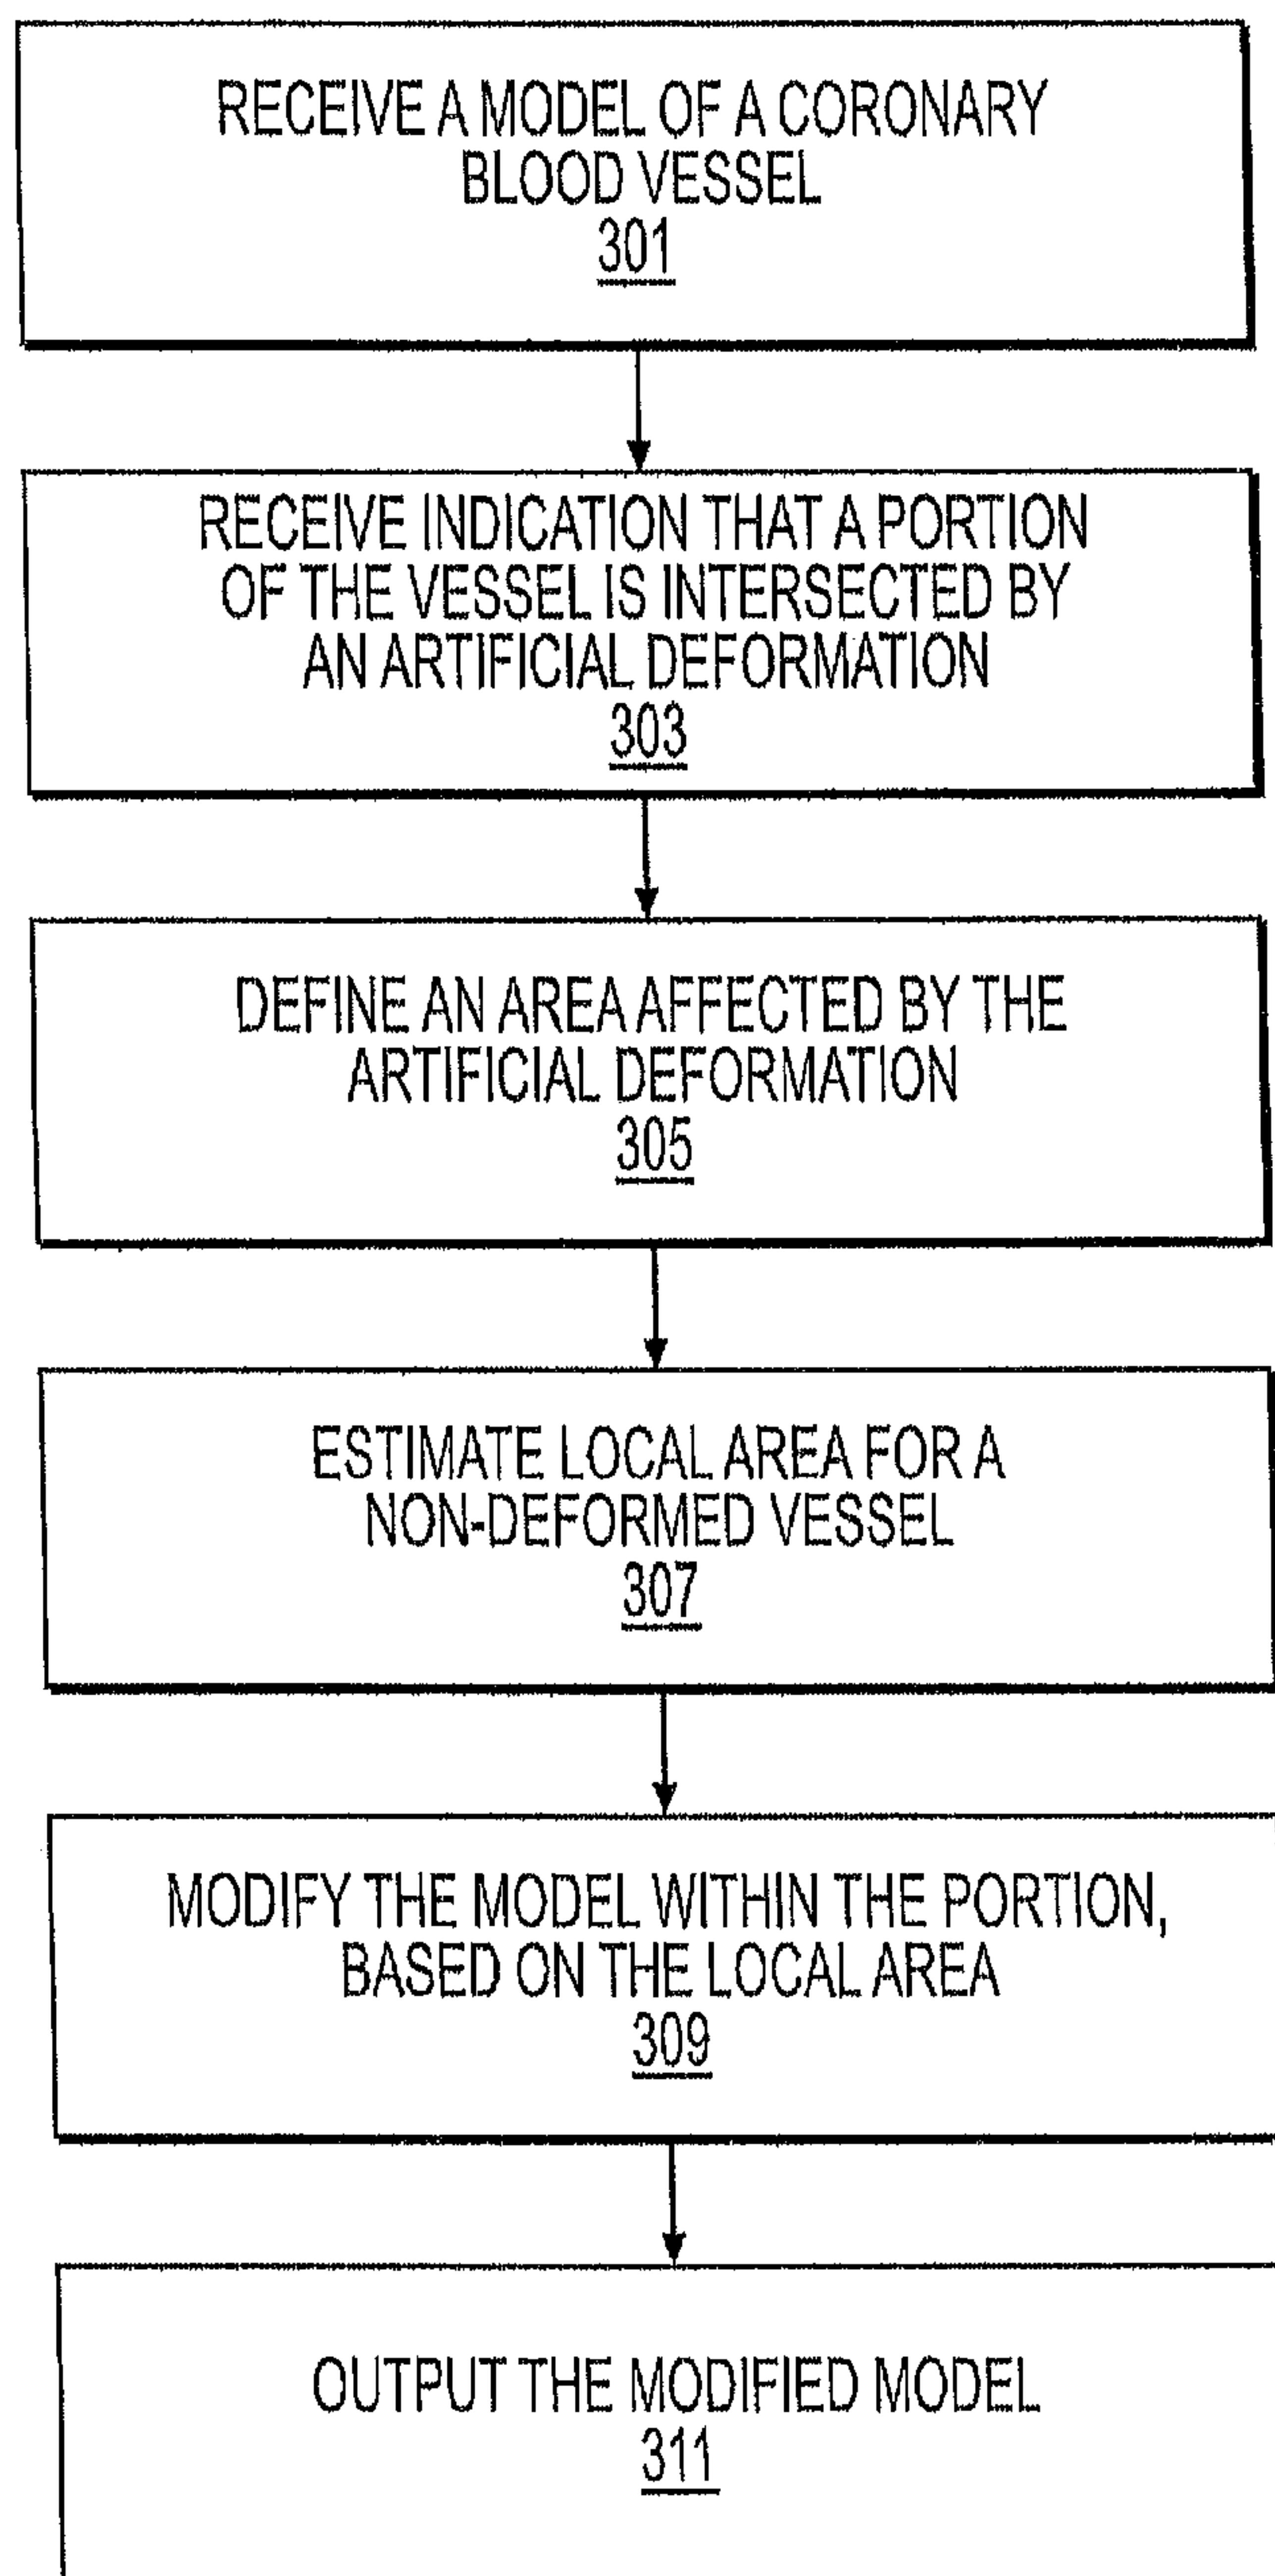 RECEIVE A MODEL OF A CORONARY
BLOOD VESSEL
301
RECEIVE INDICATION THAT A PORTION
OF THE VESSEL IS INTERSECTED BY
AN ARTIFICIAL DEFORMATION
303
DEFINE AN AREA AFFECTED BY THE
ARTIFICIAL DEFORMATION
305
ESTIMATE LOCAL AREA FOR A
NON-DEFORMED VESSEL
307
MODIFY THE MODEL WITHIN THE PORTION,
BASED ON THE LOCAL AREA
309
OUTPUT THE MODIFIED MODEL
311